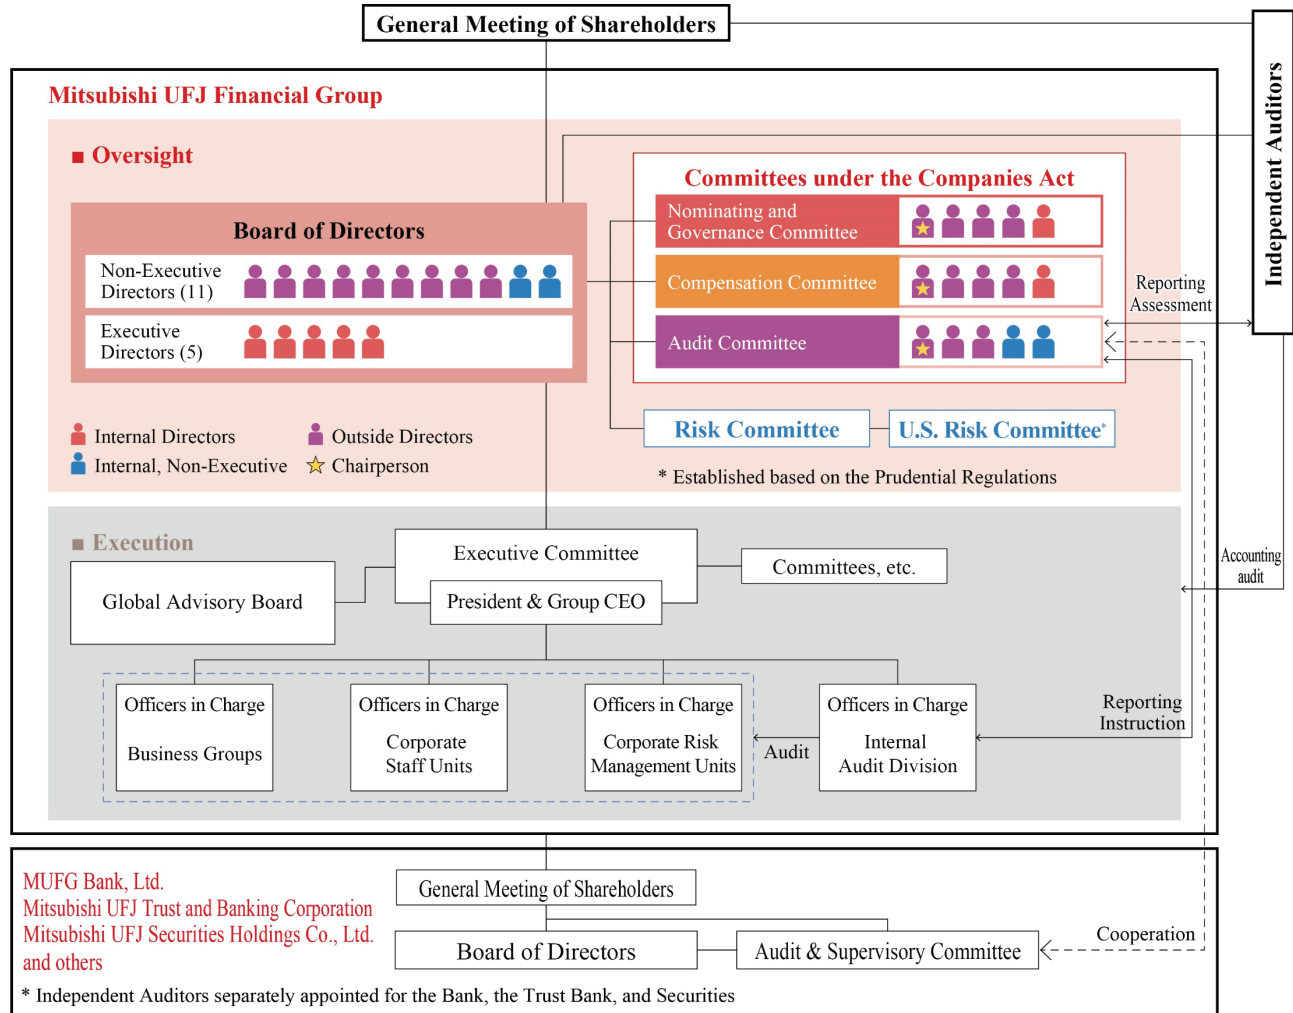 General Meeting of Shareholders
Independent Auditors
Mitsubishi UFJ Financial Group
■ Oversight
Committees under the Companies Act
Board of Directors
Non-Executive
Directors (11)
Executive
Directors (5)
Nominating and
Governance Committee
Compensation Committee
Audit Committee
Reporting
Assessment
Internal Directors
Outside Directors
Internal, Non-Executive
Chairperson
Risk Committee
U.S. Risk Committee*
* Established based on the Prudential Regulations
■ Execution
Executive Committee
President & Group CEO
Global Advisory Board
Committees, etc.
Accounting
audit
Officers in Charge
Business Groups
Officers in Charge
Corporate
Staff Units
Officers in Charge
Corporate Risk
Management Units
Audit
Officers in Charge
Internal
Audit Division
Reporting
Instruction
MUFG Bank, Ltd.
Mitsubishi UFJ Trust and Banking Corporation
Mitsubishi UFJ Securities Holdings Co., Ltd.
and others
General Meeting of Shareholders
Board of Directors
Audit & Supervisory Committee
Cooperation
* Independent Auditors separately appointed for the Bank, the Trust Bank, and Securities